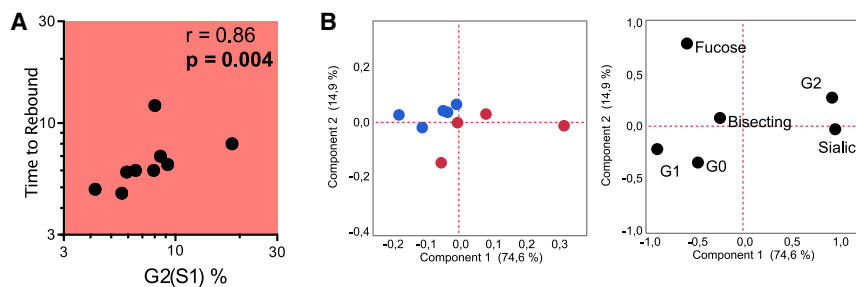 A
30
10
3
3
10
30
Time to Rebound
G2(S1) %
r = 0.86
p = 0.004
B
0,2
0,0
-0,2
-0,4
Component 2 (14,9 %)
-0,2
-0,1
0,0
0,1
0,2
0,3
Component 1 (74,6 %)
1,0
0,5
0,0
-0,5
-1,0
Component 2 (14,9 %)
Fucose
G2
Bisecting
Sialic
G1
G0
-1,0
-0,5
0,0
0,5
1,0
Component 1 (74,6 %)